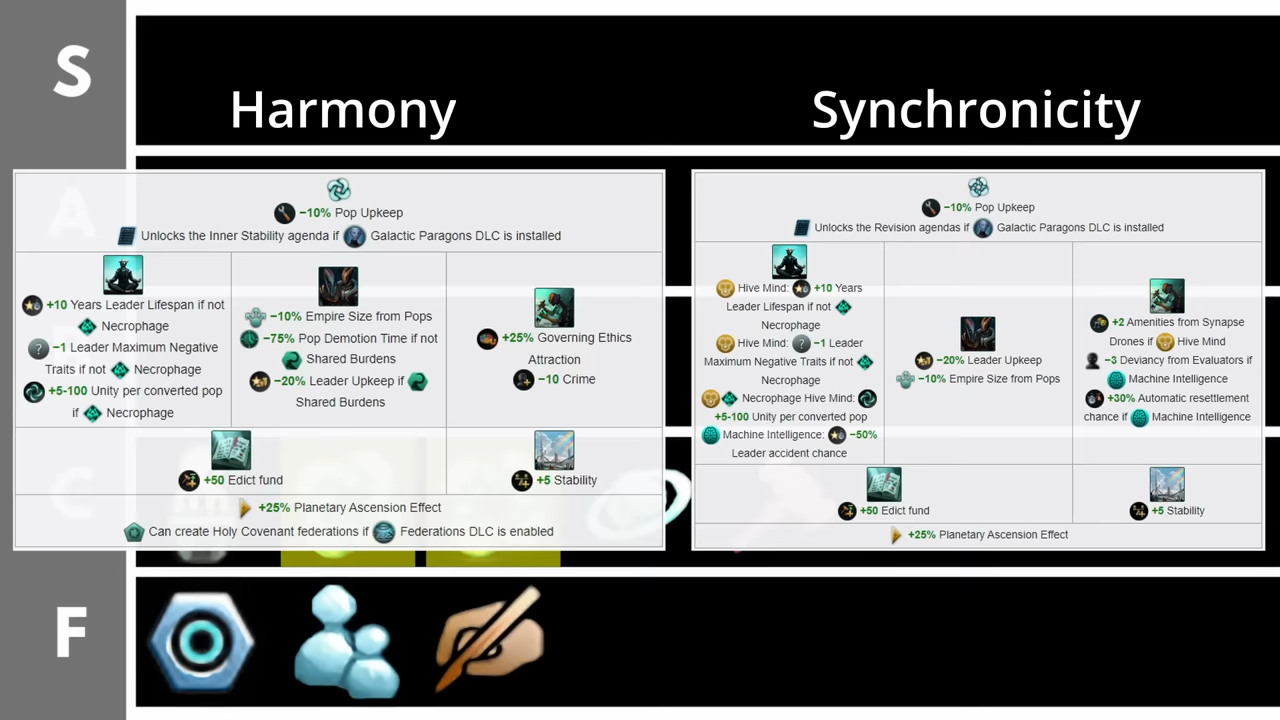 S
Harmony
Synchronicity
A
−10% Pop Upkeep
Unlocks the Inner Stability agenda if Galactic Paragons DLC is installed
+10 Years Leader Lifespan if not
Necrophage
−1 Leader Maximum Negative
Traits if not Necrophage
+5-100 Unity per converted pop
if Necrophage
−10% Empire Size from Pops
−75% Pop Demotion Time if not
Shared Burdens
−20% Leader Upkeep if
Shared Burdens
+25% Governing Ethics
Attraction
−10 Crime
+50 Edict fund
+5 Stability
+25% Planetary Ascension Effect
Can create Holy Covenant federations if Federations DLC is enabled
−10% Pop Upkeep
Unlocks the Revision agendas if Galactic Paragons DLC is installed
Hive Mind: +10 Years
Leader Lifespan if not
Necrophage
Hive Mind: −1 Leader
Maximum Negative Traits if not
Necrophage
Necrophage Hive Mind:
+5-100 Unity per converted pop
Machine Intelligence: −50%
Leader accident chance
−20% Leader Upkeep
−10% Empire Size from Pops
+2 Amenities from Synapse
Drones if Hive Mind
−3 Deviancy from Evaluators if
Machine Intelligence
+30% Automatic resettlement
chance if Machine Intelligence
+50 Edict fund
+5 Stability
+25% Planetary Ascension Effect
C
F